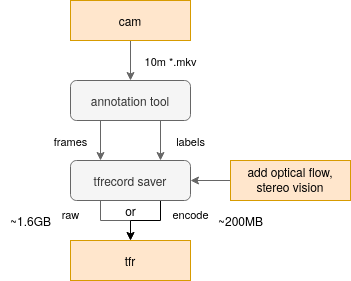 cam
10m *.mkv
annotation tool
frames
labels
tfrecord saver
add optical flow,
stereo vision
~1.6GB
raw
or
encode
~200MB
tfr